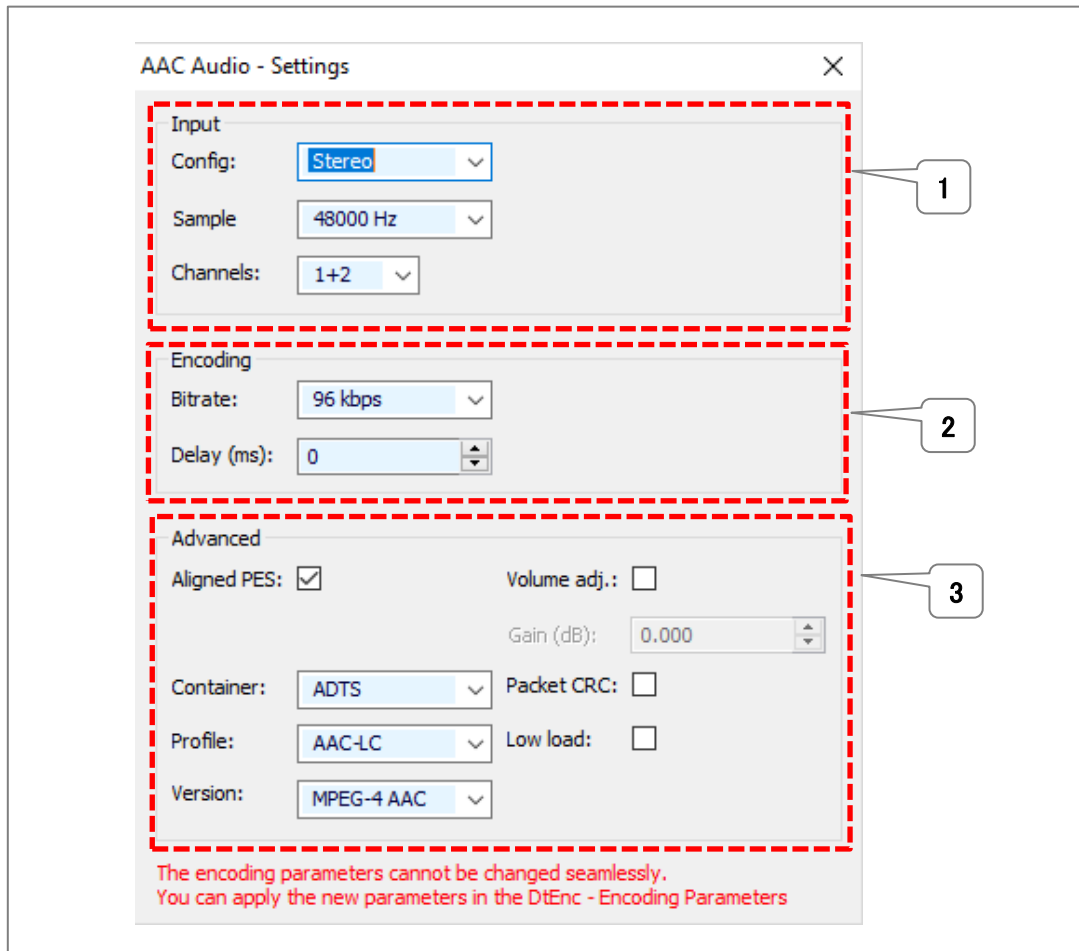 AAC Audio - Settings
Input
Config: Stereo
1
Sample 48000 Hz
Channels: 1+2
Encoding
Bitrate: 96 kbps
2
Delay (ms): 0
Advanced
Aligned PES: Volume adj.:
3
Gain (dB): 0.000
Container: ADTS Packet CRC:
Profile: AAC-LC Low load:
Version: MPEG-4 AAC
The encoding parameters cannot be changed seamlessly.
You can apply the new parameters in the DtEnc - Encoding Parameters